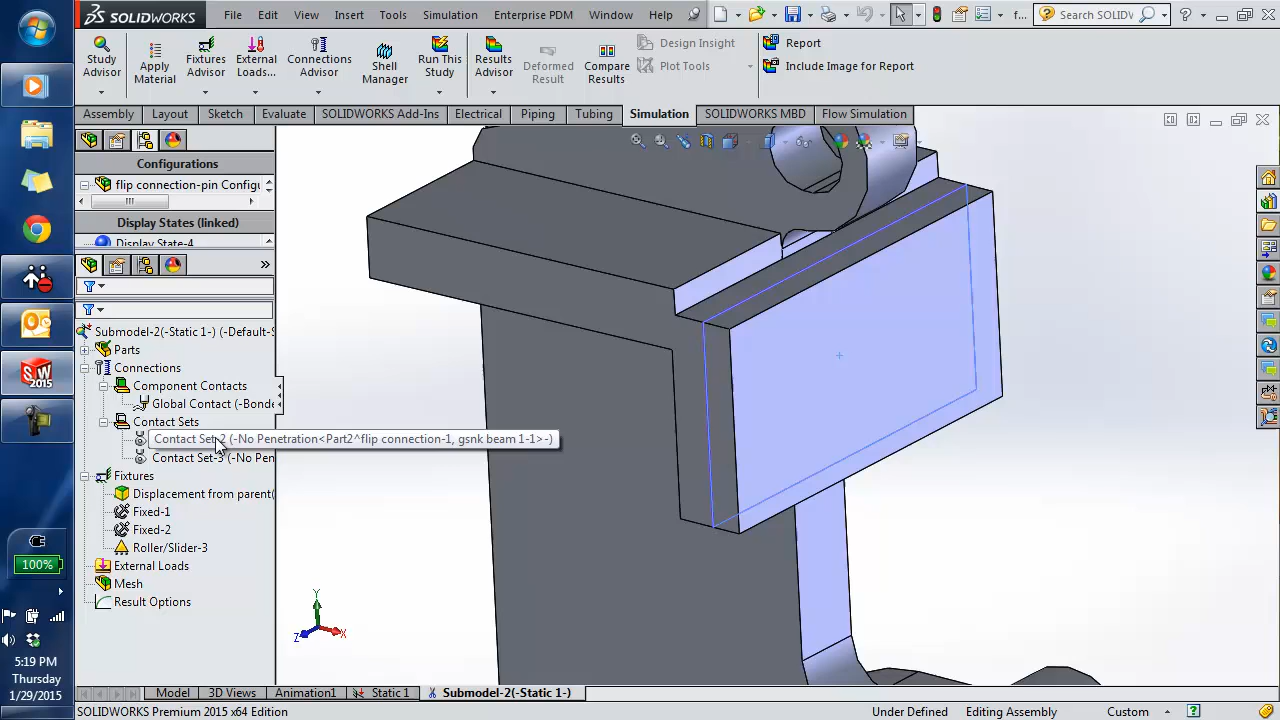 SOLIDWORKS
File
Edit
View
Insert
Tools
Simulation
Enterprise PDM
Window
Help
f...
Search SOLIDV
Study
Advisor
Apply
Material
Fixtures
Advisor
External
Loads...
Connections
Advisor
Shell
Manager
Run This
Study
Results
Advisor
Deformed
Result
Compare
Results
Design Insight
Plot Tools
Report
Include Image for Report
Assembly
Layout
Sketch
Evaluate
SOLIDWORKS Add-Ins
Electrical
Piping
Tubing
Simulation
SOLIDWORKS MBD
Flow Simulation
Configurations
flip connection-pin Configu
Display States (linked)
Display State-4
Submodel-2(-Static 1-) (-Default-S
Parts
Connections
Component Contacts
Global Contact (-Bonde
Contact Sets
Contact Set-2 (-No Penetration<Part2^flip connection-1, gsnk beam 1-1>-)
Contact Set-3 (-No Pen
Fixtures
Displacement from parent(
Fixed-1
Fixed-2
Roller/Slider-3
External Loads
Mesh
Result Options
Y
Z
X
SW
2015
100%
5:19 PM
Thursday
1/29/2015
Model
3D Views
Animation1
Static 1
Submodel-2(-Static 1-)
SOLIDWORKS Premium 2015 x64 Edition
Under Defined
Editing Assembly
Custom